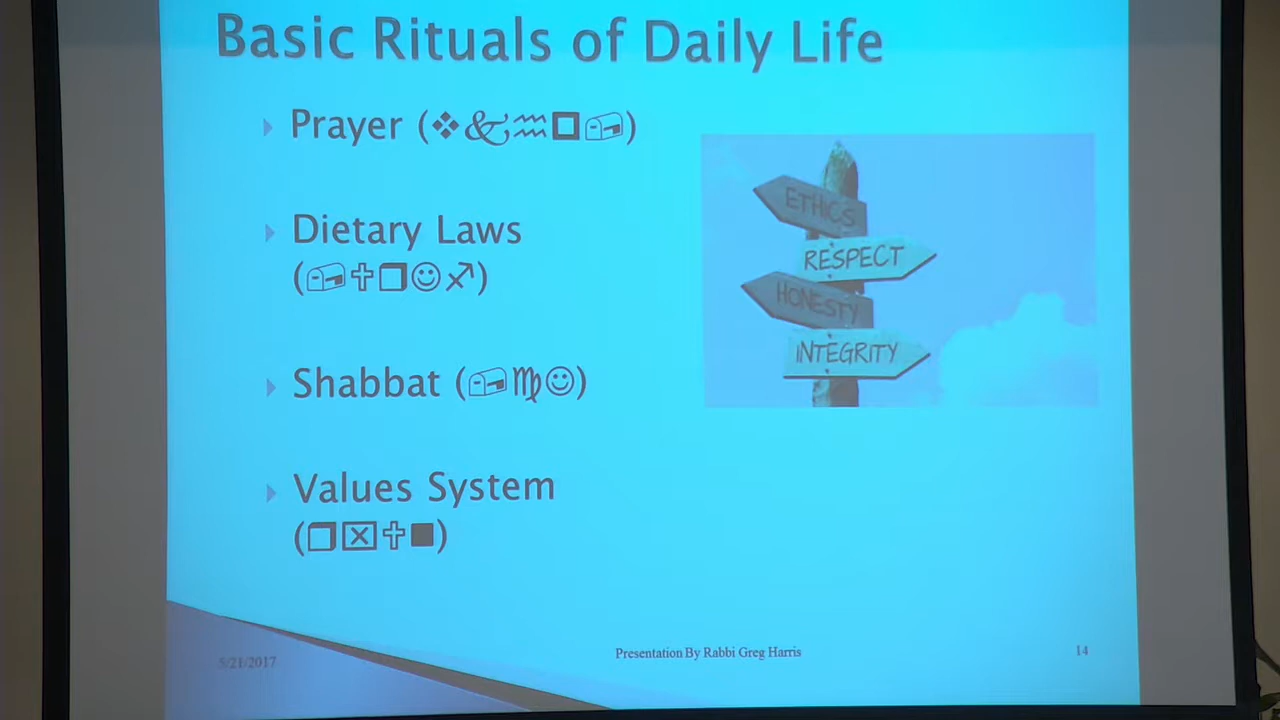 Basic Rituals of Daily Life
Prayer (❖🙰♒❑📪)
Dietary Laws
(📪🕈❒☺♐)
Shabbat (📪♍☺)
Values System
(❒⌧🕈■)
ETHICS
RESPECT
HONESTY
INTEGRITY
5/21/2017
Presentation By Rabbi Greg Harris
14